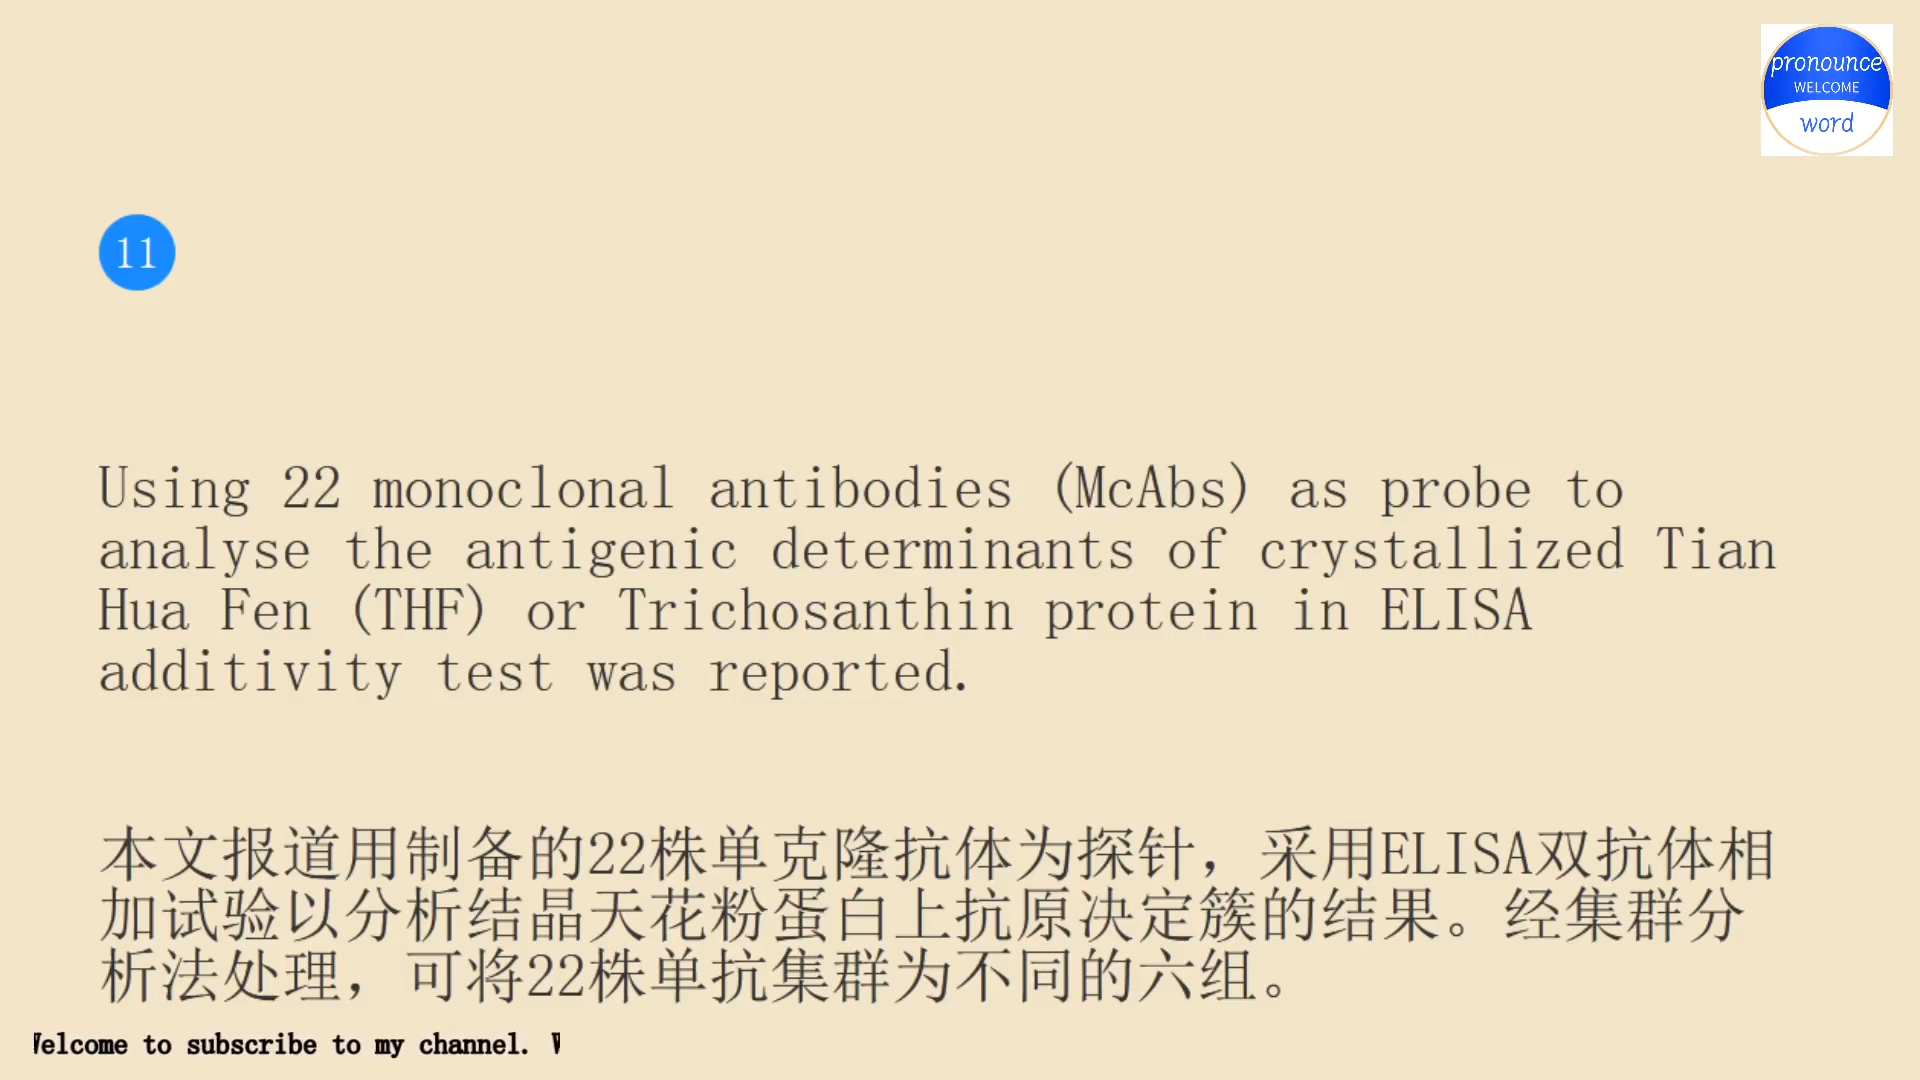 pronounce
WELCOME
word
11
Using 22 monoclonal antibodies (McAbs) as probe to
analyse the antigenic determinants of crystallized Tian
Hua Fen (THF) or Trichosanthin protein in ELISA
additivity test was reported.
本文报道用制备的22株单克隆抗体为探针，采用ELISA双抗体相
加试验以分析结晶天花粉蛋白上抗原决定簇的结果。经集群分
析法处理，可将22株单抗集群为不同的六组。
Welcome to subscribe to my channel.